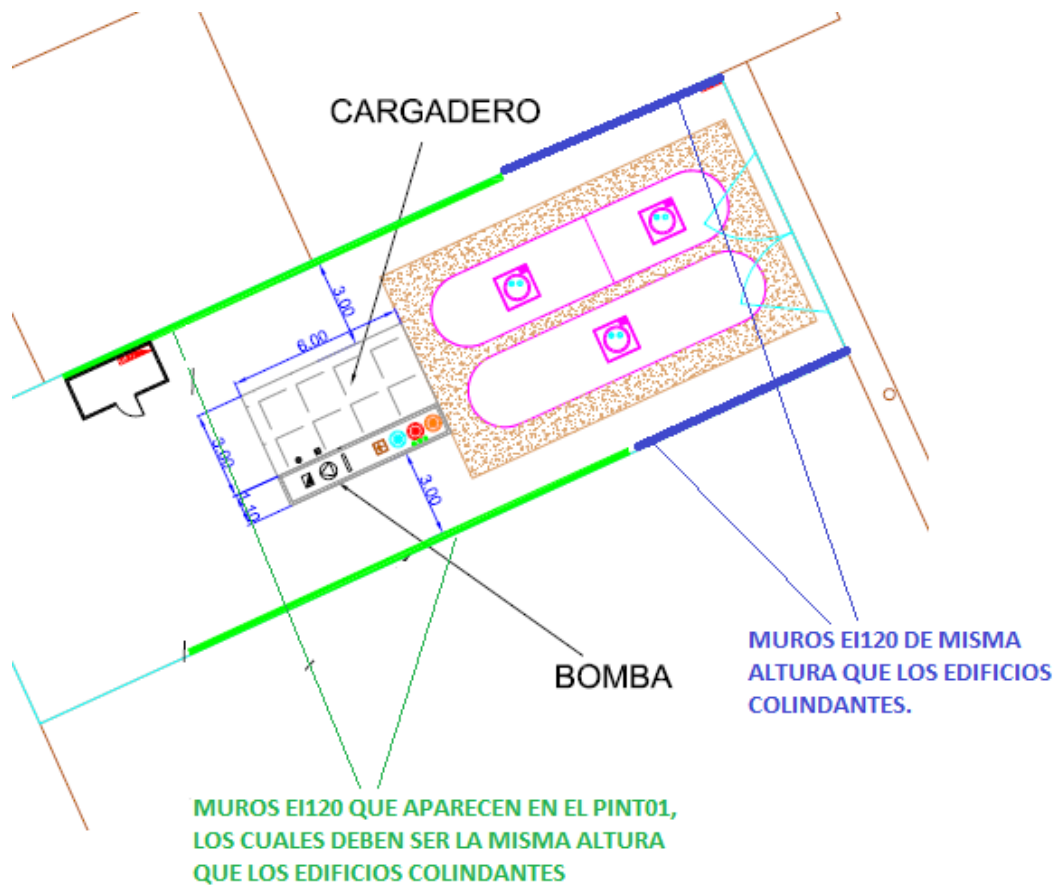 CARGADERO
3.00
6.00
3.00
1.10
3.00
BOMBA
MUROS EI120 DE MISMA
ALTURA QUE LOS EDIFICIOS
COLINDANTES.
MUROS EI120 QUE APARECEN EN EL PINT01,
LOS CUALES DEBEN SER LA MISMA ALTURA
QUE LOS EDIFICIOS COLINDANTES